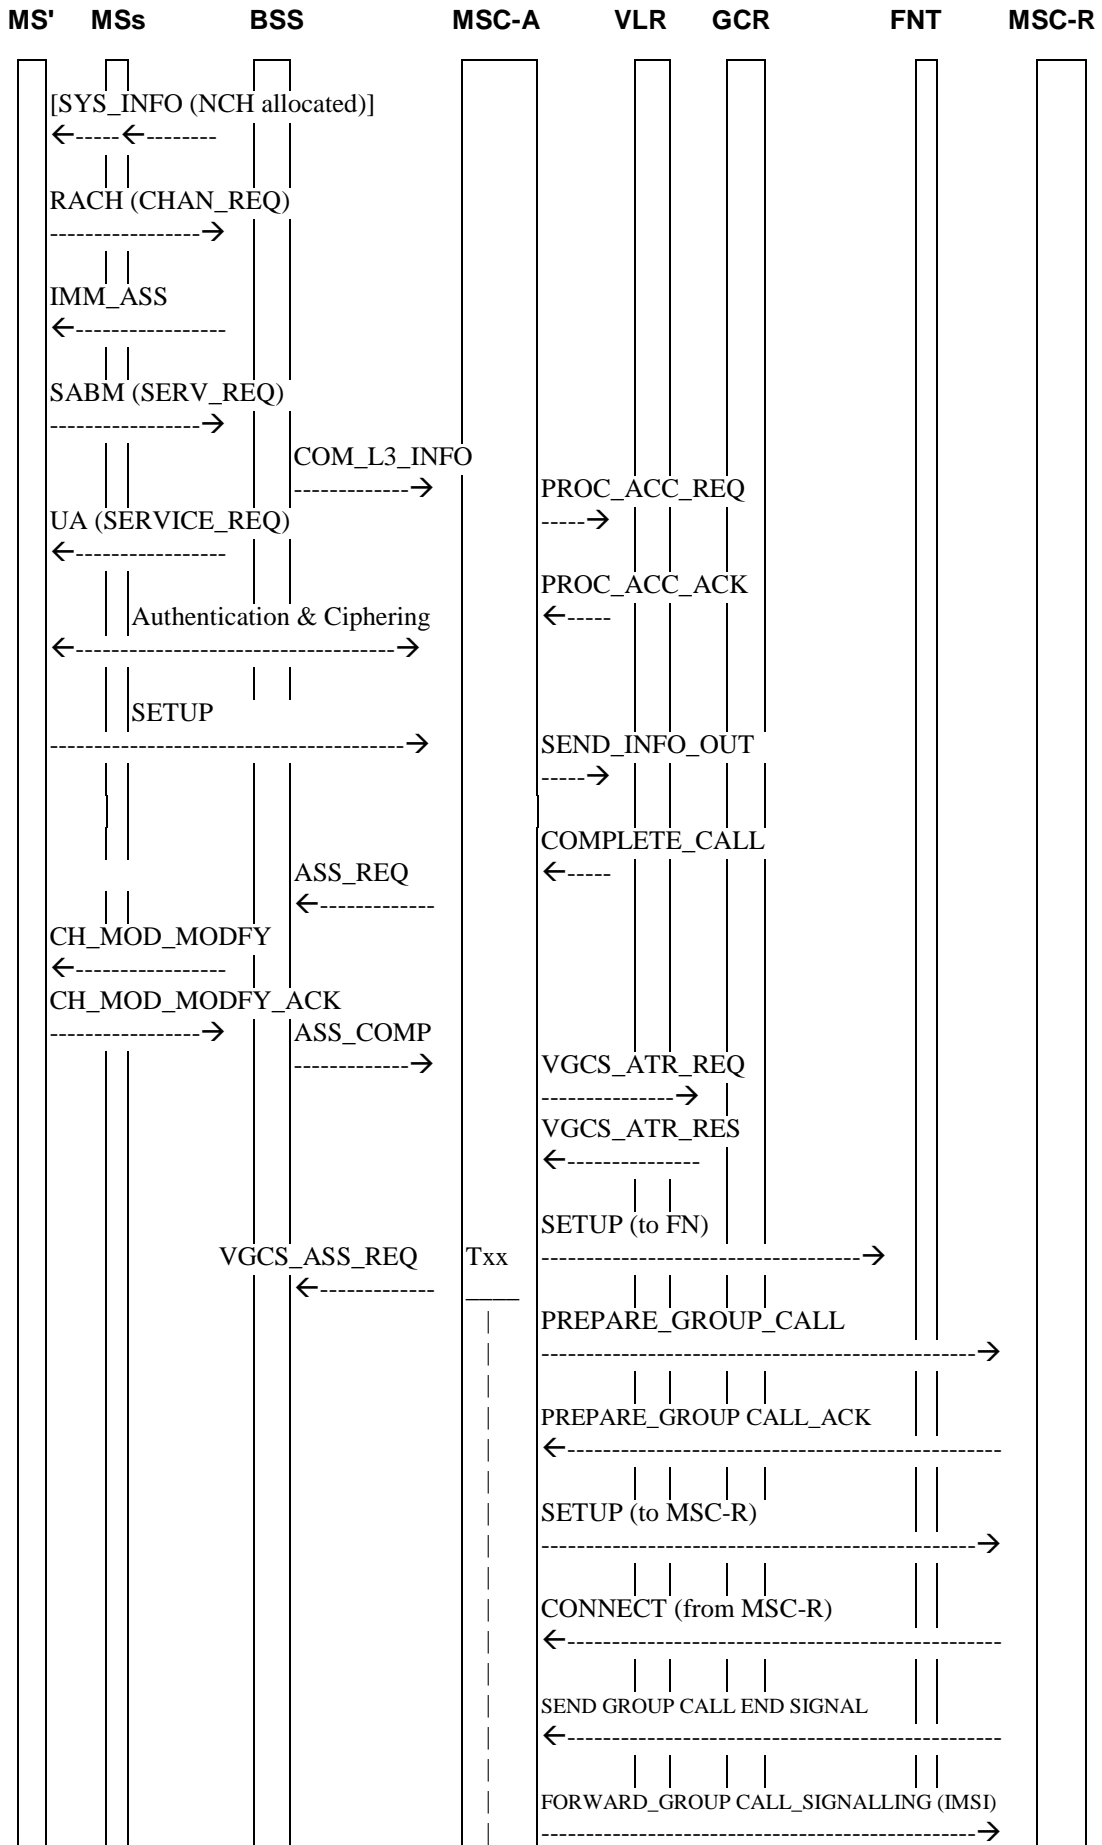 MS' MSs BSS MSC-A VLR GCR FNT MSC-R
[SYS_INFO (NCH allocated)]
RACH (CHAN_REQ)
IMM_ASS
SABM (SERV_REQ)
COM_L3_INFO
PROC_ACC_REQ
UA (SERVICE_REQ)
PROC_ACC_ACK
Authentication & Ciphering
SETUP
SEND_INFO_OUT
COMPLETE_CALL
ASS_REQ
CH_MOD_MODFY
CH_MOD_MODFY_ACK
ASS_COMP
VGCS_ATR_REQ
VGCS_ATR_RES
SETUP (to FN)
VGCS_ASS_REQ Txx
PREPARE_GROUP_CALL
PREPARE_GROUP CALL_ACK
SETUP (to MSC-R)
CONNECT (from MSC-R)
SEND GROUP CALL END SIGNAL
FORWARD_GROUP CALL_SIGNALLING (IMSI)